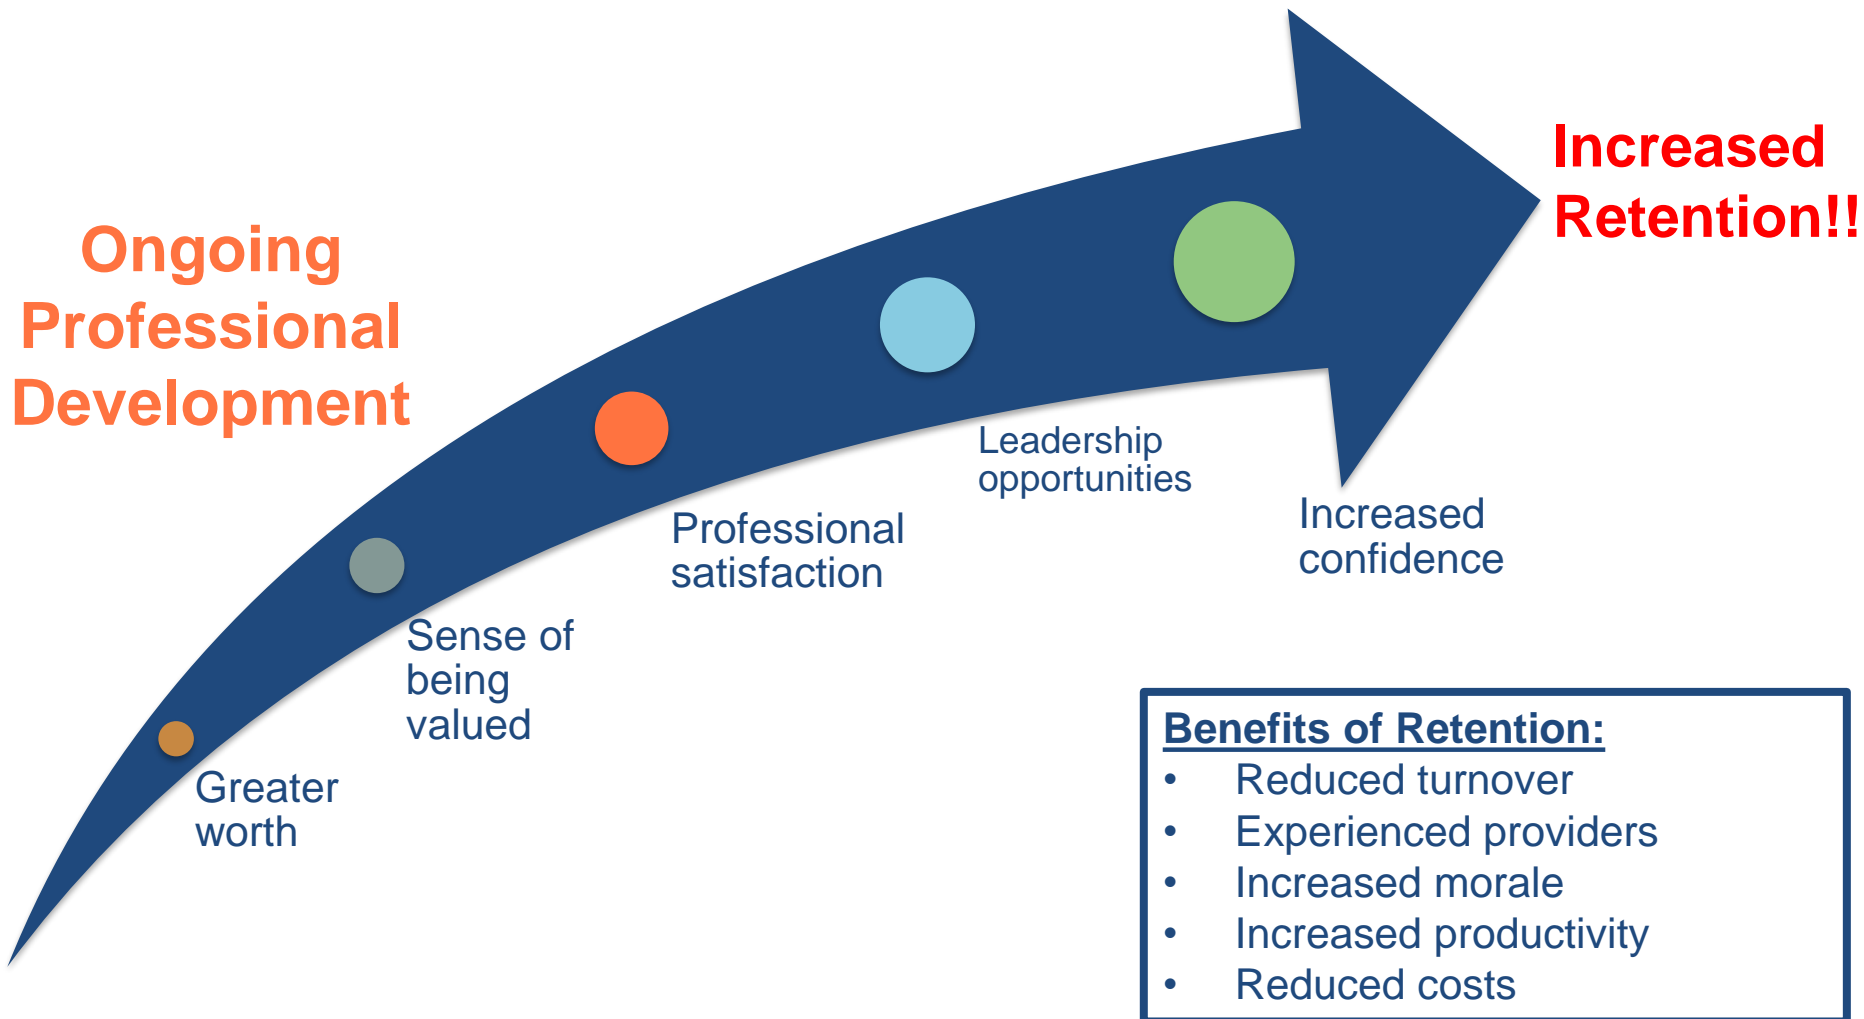 Ongoing
Professional
Development
Increased
Retention!!
Greater
worth
Sense of
being
valued
Professional
satisfaction
Leadership
opportunities
Increased
confidence
Benefits of Retention:
• Reduced turnover
• Experienced providers
• Increased morale
• Increased productivity
• Reduced costs